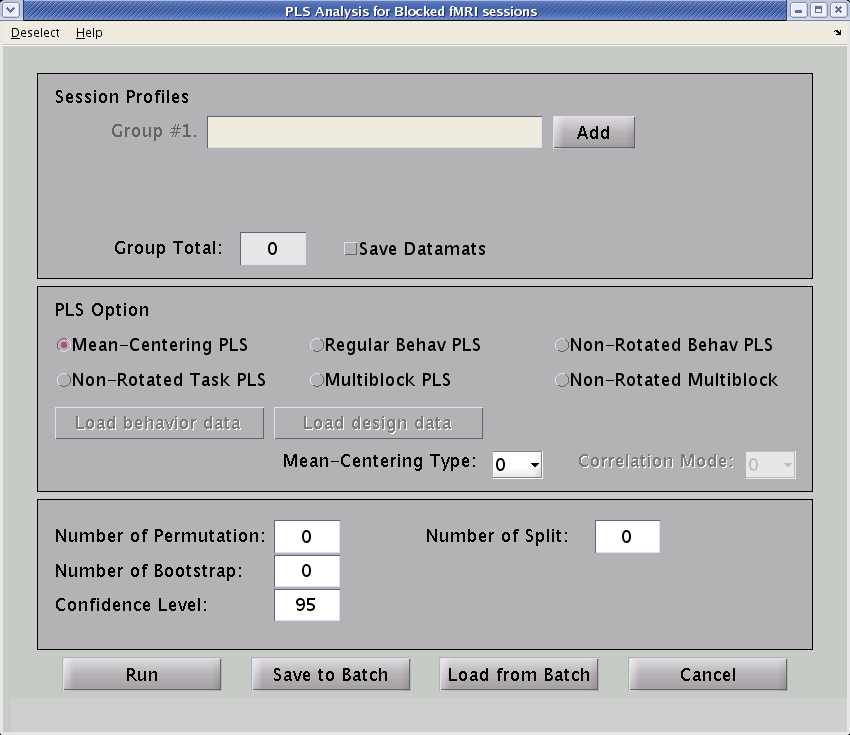 PLS Analysis for Blocked fMRI sessions
Deselect Help
Session Profiles
Group #1. Add
Group Total: 0 Save Datamats
PLS Option
Mean-Centering PLS Regular Behav PLS Non-Rotated Behav PLS
Non-Rotated Task PLS Multiblock PLS Non-Rotated Multiblock
Load behavior data Load design data
Mean-Centering Type: 0 Correlation Mode: 0
Number of Permutation: 0 Number of Split: 0
Number of Bootstrap: 0
Confidence Level: 95
Run Save to Batch Load from Batch Cancel